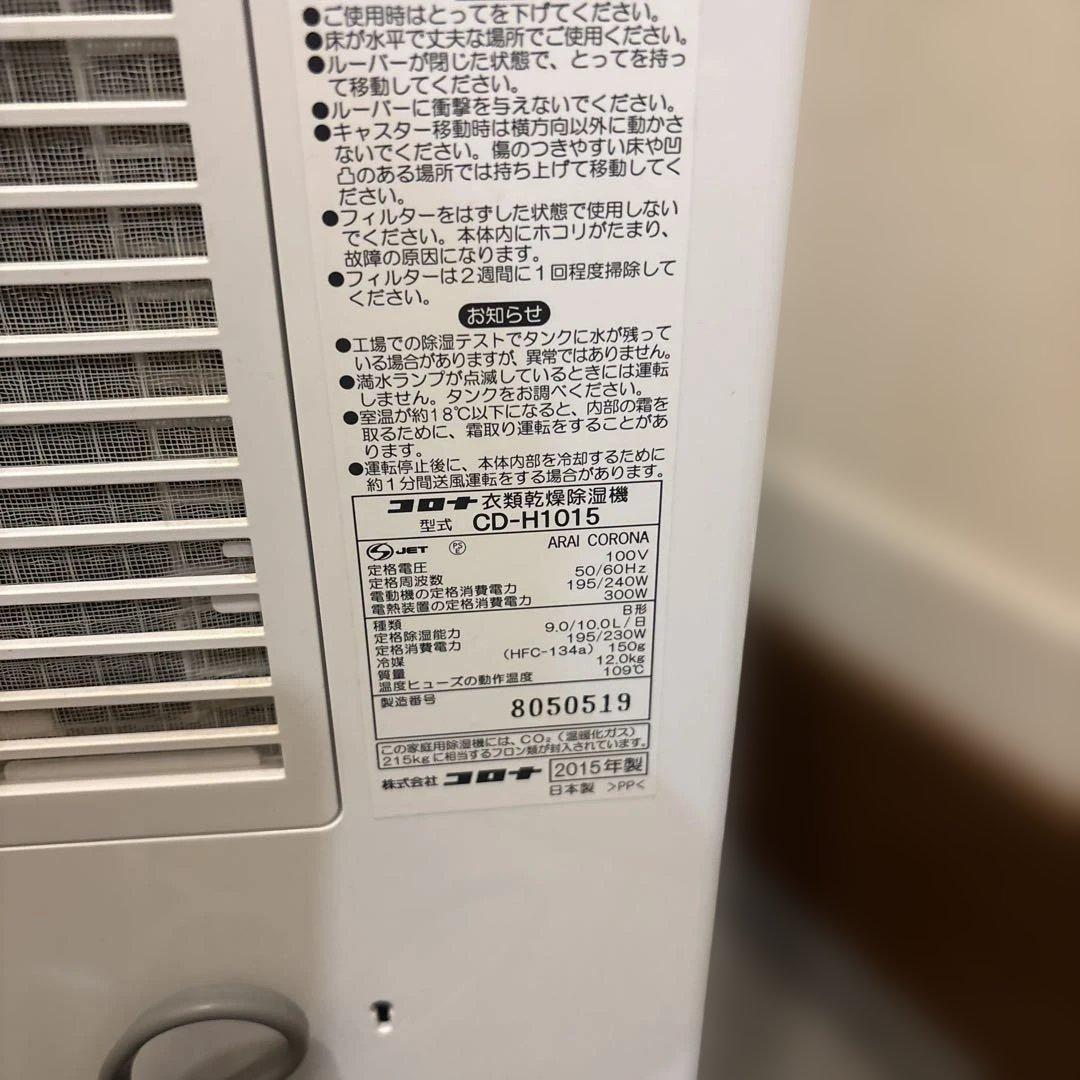 ●ご使用時はとってを下げてください。
●床が水平で丈夫な場所でご使用ください。
●ルーバーが閉じた状態で、とってを持っ
て移動してください。
●ルーバーに衝撃を与えないでください。
●キャスター移動時は横方向以外に動かさ
ないでください。傷のつきやすい床や凹
凸のある場所では持ち上げて移動してく
ださい。
●フィルターをはずした状態で使用しない
でください。本体内にホコリがたまり、
故障の原因になります。
●フィルターは2週間に1回程度掃除して
ください。
お知らせ
●工場での除湿テストでタンクに水が残って
いる場合がありますが、異常ではありません。
●満水ランプが点滅しているときには運転
しません。タンクをお調べください。
●室温が約18℃以下になると、内部の霜を
取るために、霜取り運転をすることがあ
ります。
●運転停止後に、本体内部を冷却するために
約1分間送風運転をする場合があります。
コロナ 衣類乾燥除湿機
型式 CD-H1015
JET PSE ARAI CORONA
定格電圧 100V
定格周波数 50/60Hz
電動機の定格消費電力 195/240W
電熱装置の定格消費電力 300W
種類 B形
定格除湿能力 9.0/10.0L/日
定格消費電力 195/230W
冷媒 (HFC-134a) 150g
質量 12.0kg
温度ヒューズの動作温度 109℃
製造番号 8050519
この家庭用除湿機には、CO₂(温暖化ガス)
215kgに相当するフロン類が封入されています。
株式会社 コロナ 2015年製
日本製 >PP<